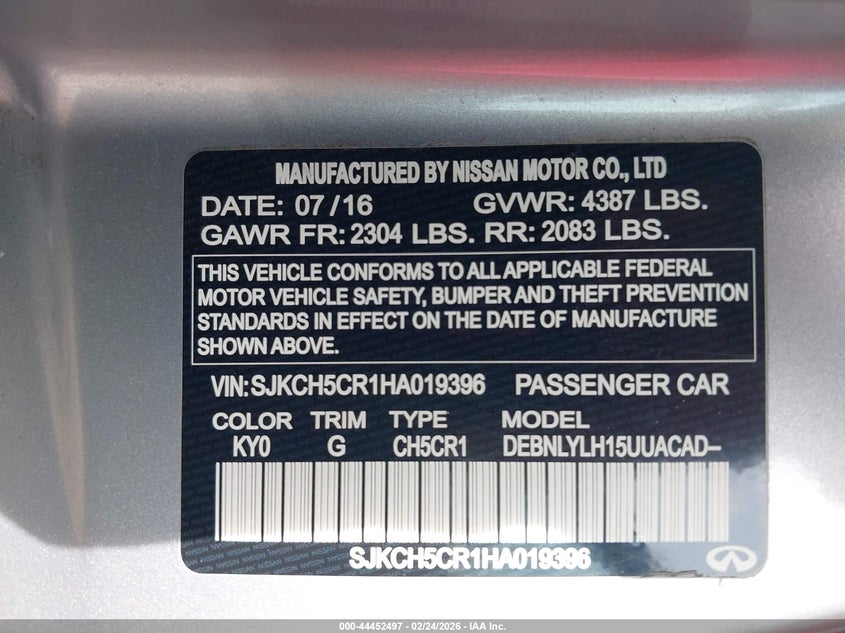 MANUFACTURED BY NISSAN MOTOR CO., LTD
DATE: 07/16 GVWR: 4387 LBS.
GAWR FR: 2304 LBS. RR: 2083 LBS.
THIS VEHICLE CONFORMS TO ALL APPLICABLE FEDERAL
MOTOR VEHICLE SAFETY, BUMPER AND THEFT PREVENTION
STANDARDS IN EFFECT ON THE DATE OF MANUFACTURE
SHOWN ABOVE.
VIN: SJKCH5CR1HA019396 PASSENGER CAR
COLOR TRIM TYPE MODEL
KY0 G CH5CR1 DEBNLYLH15UUACAD-
SJKCH5CR1HA019396
000-44452497 - 02/24/2026 - IAA Inc.